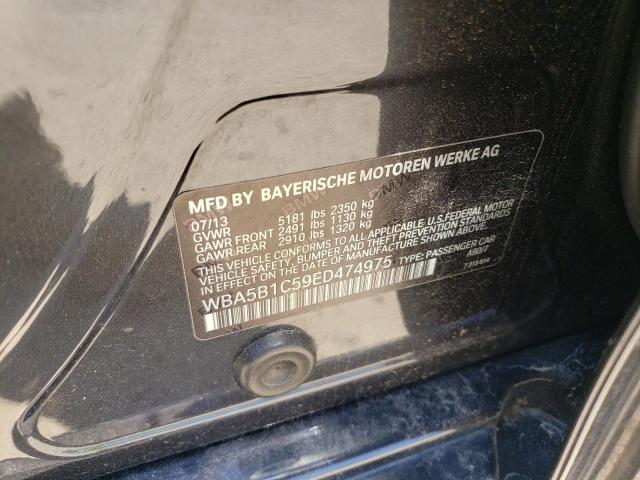 MFD BY BAYERISCHE MOTOREN WERKE AG
07/13
GVWR 5181 lbs 2350 kg
GAWR FRONT 2491 lbs 1130 kg
GAWR REAR 2910 lbs 1320 kg
THIS VEHICLE CONFORMS TO ALL APPLICABLE U.S. FEDERAL MOTOR
VEHICLE SAFETY, BUMPER, AND THEFT PREVENTION STANDARDS
IN EFFECT ON THE DATE OF MANUFACTURE SHOWN ABOVE.
WBA5B1C59ED474975 TYPE: PASSENGER CAR
A90/7